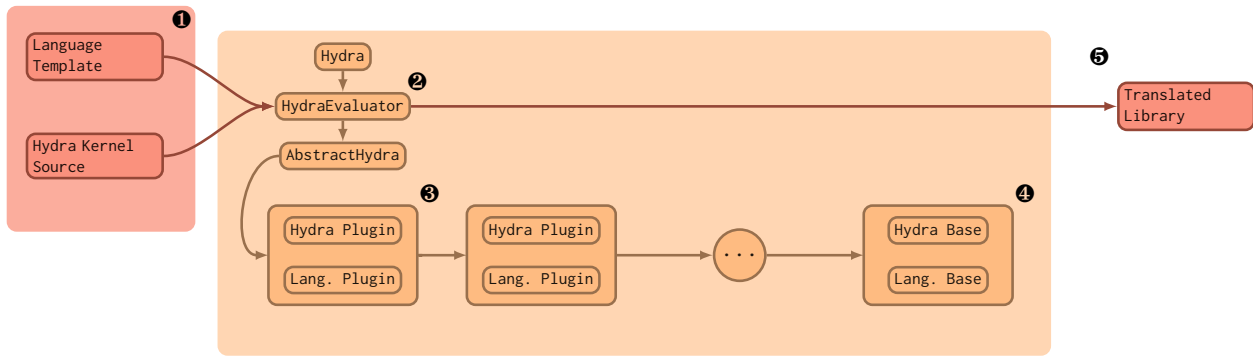 ❶
Language
Template
Hydra Kernel
Source
Hydra
❷
HydraEvaluator
AbstractHydra
❸
Hydra Plugin
Lang. Plugin
Hydra Plugin
Lang. Plugin
···
❹
Hydra Base
Lang. Base
❺
Translated
Library